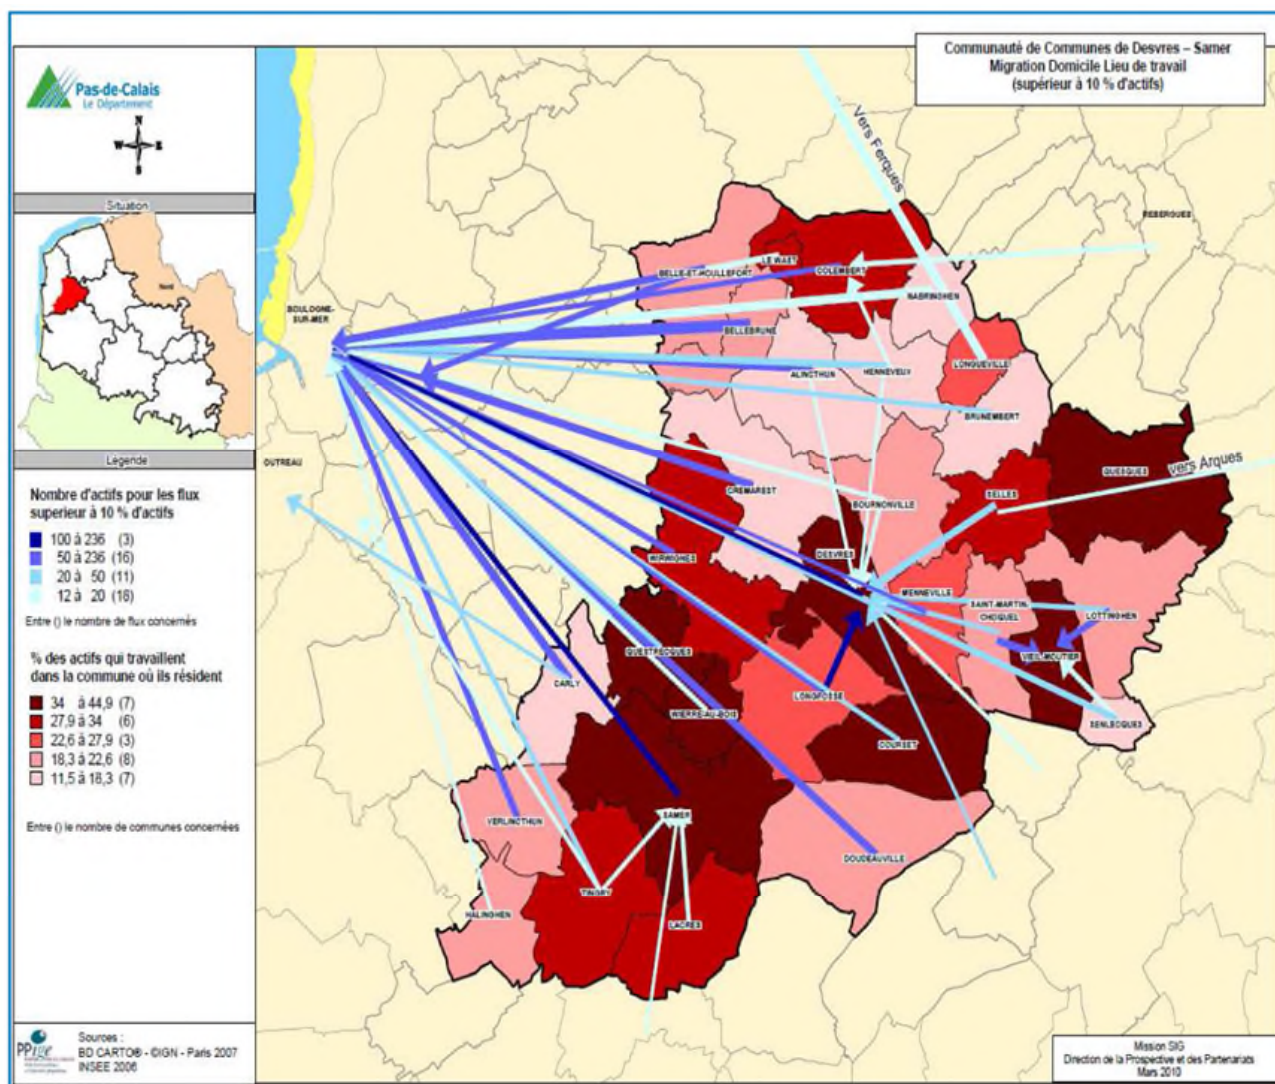 Communauté de Communes de Desvres – Samer
Migration Domicile Lieu de travail
(supérieur à 10 % d'actifs)
Pas-de-Calais
Le Département
N
W E
S
Situation
Nord
Légende
Nombre d'actifs pour les flux
superieur à 10 % d'actifs
100 à 236 (3)
50 à 236 (16)
20 à 50 (11)
12 à 20 (18)
Entre () le nombre de flux concernés
% des actifs qui travaillent
dans la commune où ils résident
34 à 44,9 (7)
27,9 à 34 (6)
22,6 à 27,9 (3)
18,3 à 22,6 (8)
11,5 à 18,3 (7)
Entre () le nombre de communes concernées
PPige
Sources :
BD CARTO® - ©IGN - Paris 2007
INSEE 2006
Vers Ferques
REBERGUES
LE WAST
BELLE-ET-HOULLEFORT
COLEMBERT
NABRINGHEN
BOULOGNE-
SUR-MER
BELLEBRUNE
ALINCTHUN
HENNEVEUX
LONGUEVILLE
BRUNEMBERT
OUTREAU
vers Arques
QUESQUES
CREMAREST
SELLES
BOURNONVILLE
WIRWIGNES
DESVRES
MENNEVILLE
SAINT-MARTIN-
CHOQUEL
LOTTINGHEN
QUESTRECQUES
VIEIL-MOUTIER
CARLY
LONGFOSSE
WIERRE-AU-BOIS
SENLECQUES
COURSET
SAMER
VERLINCTHUN
DOUDEAUVILLE
TINGRY
HALINGHEN
LACRES
Mission SIG
Direction de la Prospective et des Partenariats
Mars 2010